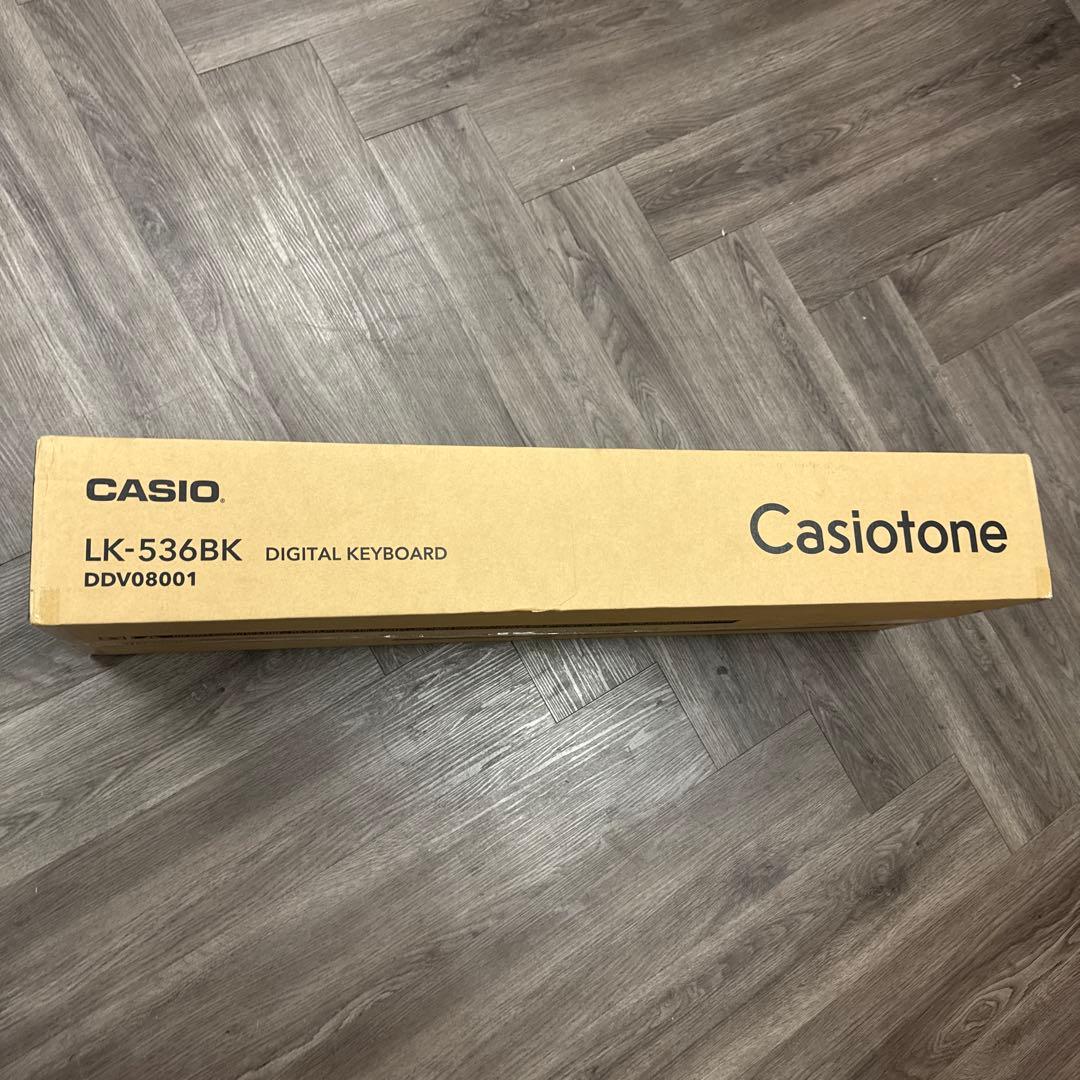 CASIO®
LK-536BK DIGITAL KEYBOARD
DDV08001
Casiotone